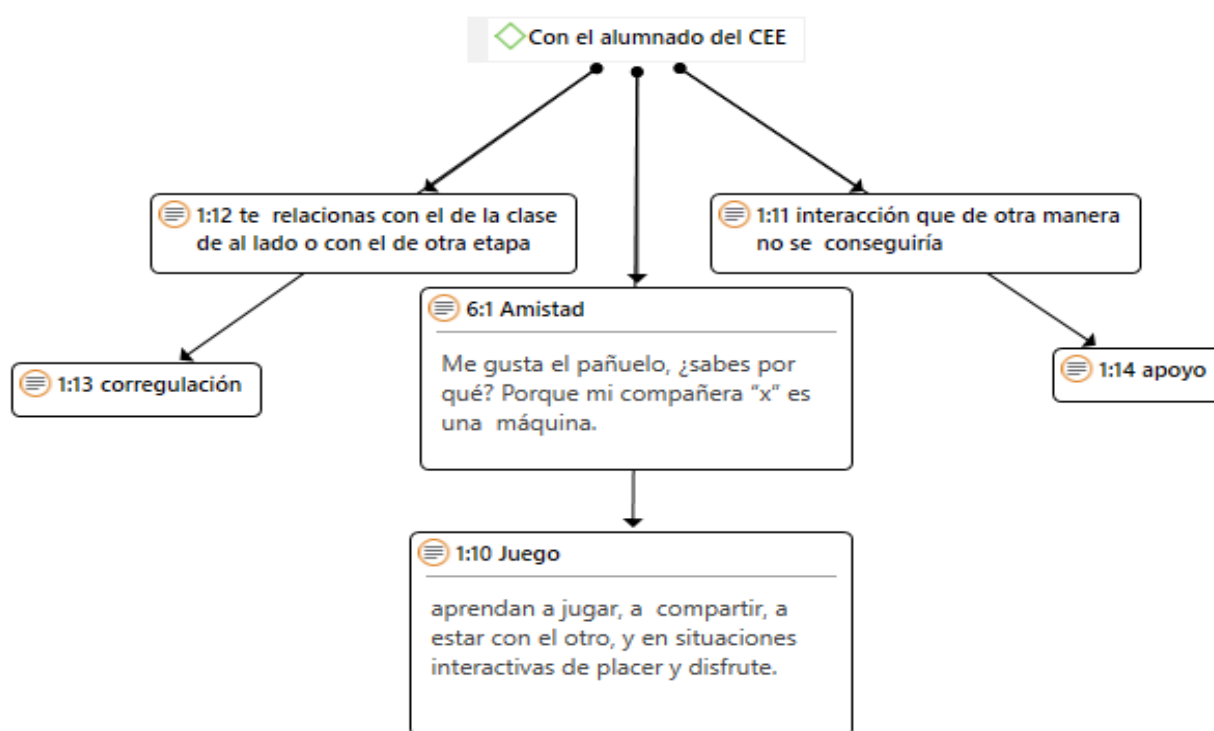 Con el alumnado del CEE
1:12 te relacionas con el de la clase
de al lado o con el de otra etapa
1:11 interacción que de otra manera
no se conseguiría
6:1 Amistad
Me gusta el pañuelo, ¿sabes por
qué? Porque mi compañera “x” es
una máquina.
1:13 corregulación
1:14 apoyo
1:10 Juego
aprendan a jugar, a compartir, a
estar con el otro, y en situaciones
interactivas de placer y disfrute.